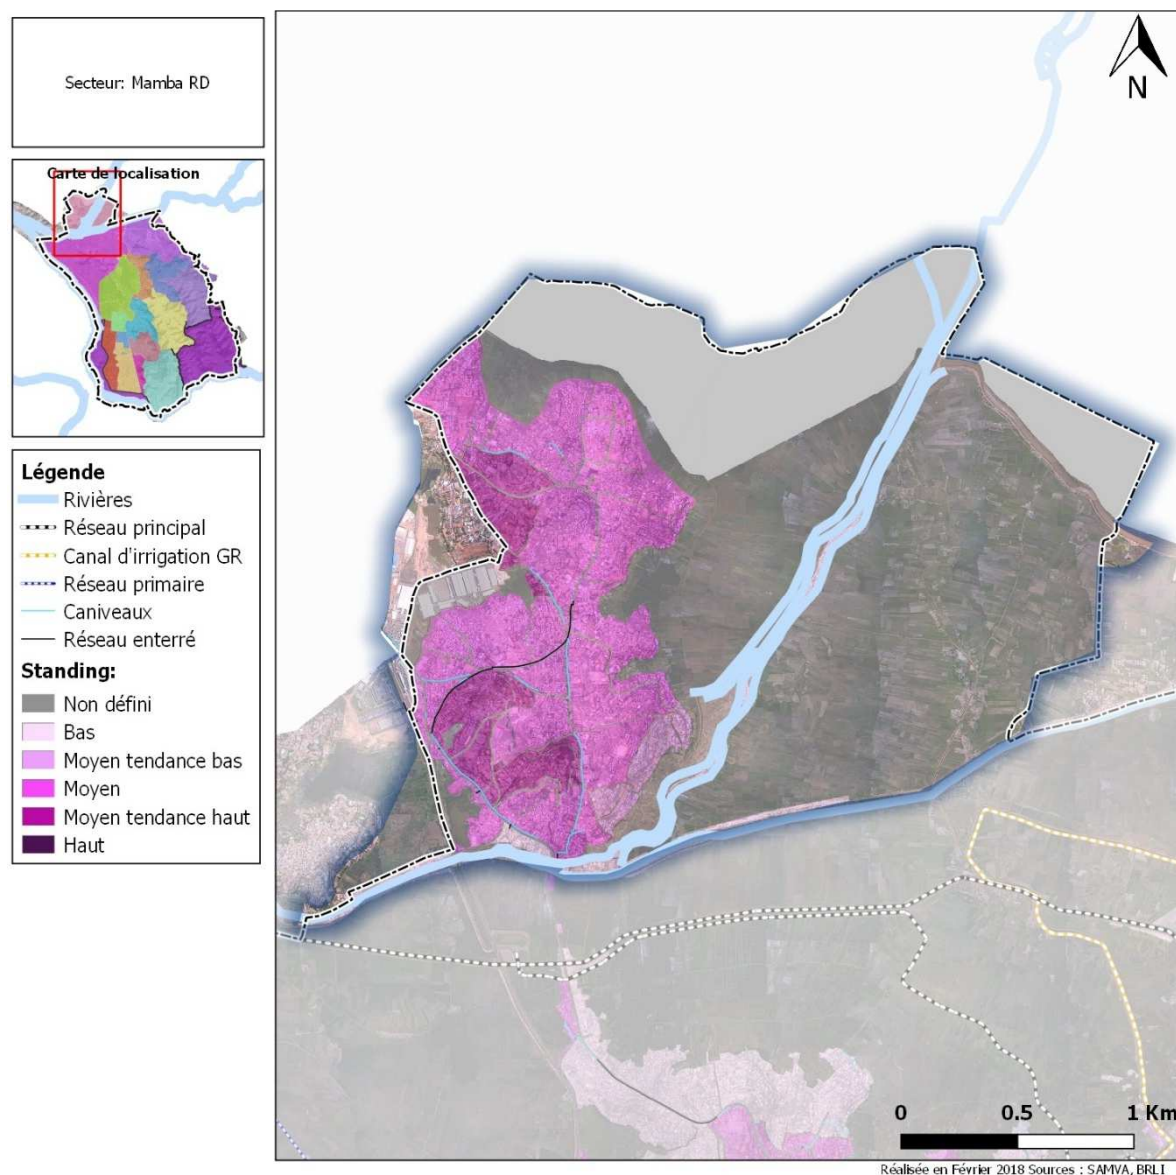 Secteur: Mamba RD
Carte de localisation
Légende
Rivières
Réseau principal
Canal d'irrigation GR
Réseau primaire
Caniveaux
Réseau enterré
Standing:
Non défini
Bas
Moyen tendance bas
Moyen
Moyen tendance haut
Haut
N
0 0.5 1 Km
Réalisée en Février 2018 Sources : SAMVA, BRLI